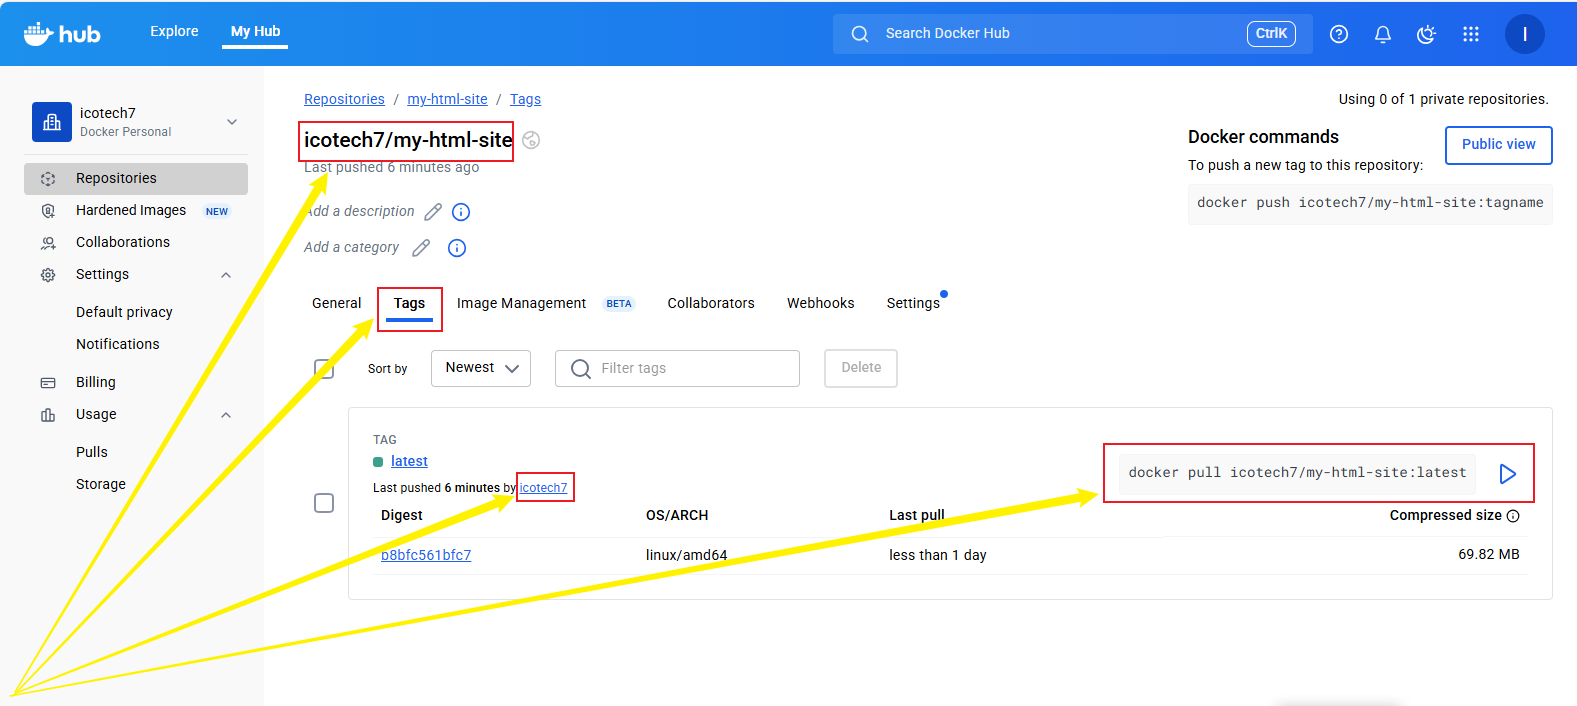 hub
Explore
My Hub
Search Docker Hub
CtrlK
I
icotech7
Docker Personal
Repositories
Hardened Images NEW
Collaborations
Settings
Default privacy
Notifications
Billing
Usage
Pulls
Storage
Repositories / my-html-site / Tags
Using 0 of 1 private repositories.
icotech7/my-html-site
Last pushed 6 minutes ago
Add a description
Add a category
Docker commands
Public view
To push a new tag to this repository:
docker push icotech7/my-html-site:tagname
General Tags Image Management BETA Collaborators Webhooks Settings
Sort by Newest Filter tags Delete
TAG
latest
Last pushed 6 minutes by icotech7
docker pull icotech7/my-html-site:latest
Digest OS/ARCH Last pull Compressed size
b8bfc561bfc7 linux/amd64 less than 1 day 69.82 MB